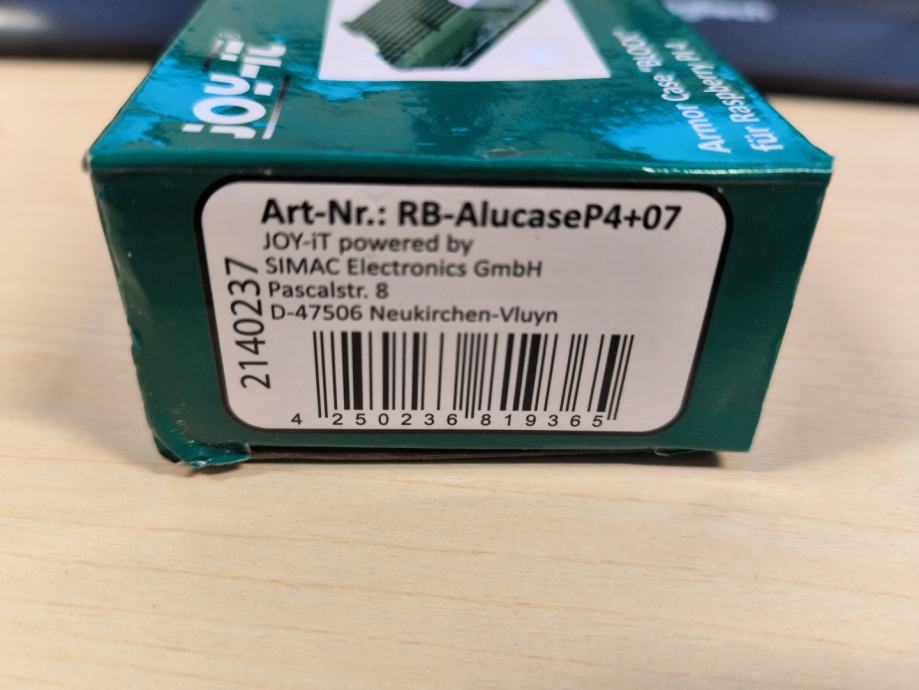 joy-it®
Armor Case "BLOCK"
für Raspberry Pi 4
Art-Nr.: RB-AlucaseP4+07
JOY-iT powered by
SIMAC Electronics GmbH
Pascalstr. 8
D-47506 Neukirchen-Vluyn
2140237
4 250236 819365